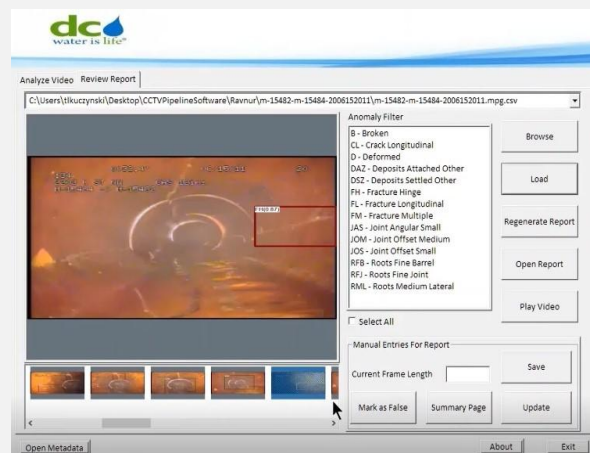 dc
water is life™
Analyze Video
Review Report
C:\Users\tlkuczynski\Desktop\CCTVPipelineSoftware\Ravnur\m-15482-m-15484-2006152011\m-15482-m-15484-2006152011.mpg.csv
Anomaly Filter
B - Broken
CL - Crack Longitudinal
D - Deformed
DAZ - Deposits Attached Other
DSZ - Deposits Settled Other
FH - Fracture Hinge
FL - Fracture Longitudinal
FM - Fracture Multiple
JAS - Joint Angular Small
JOM - Joint Offset Medium
JOS - Joint Offset Small
RFB - Roots Fine Barrel
RFJ - Roots Fine Joint
RML - Roots Medium Lateral
Browse
Load
Regenerate Report
Open Report
Play Video
Select All
Manual Entries For Report
Current Frame Length
Save
Mark as False
Summary Page
Update
Open Metadata
About
Exit